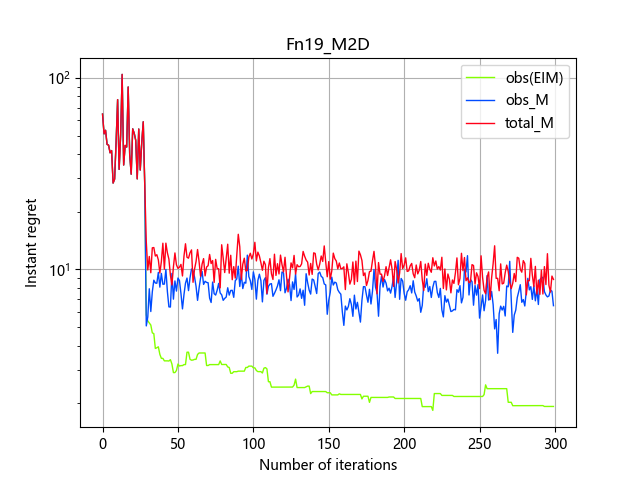 Fn19_M2D
obs(EIM)
obs_M
total_M
10²
10¹
Instant regret
0 50 100 150 200 250 300
Number of iterations